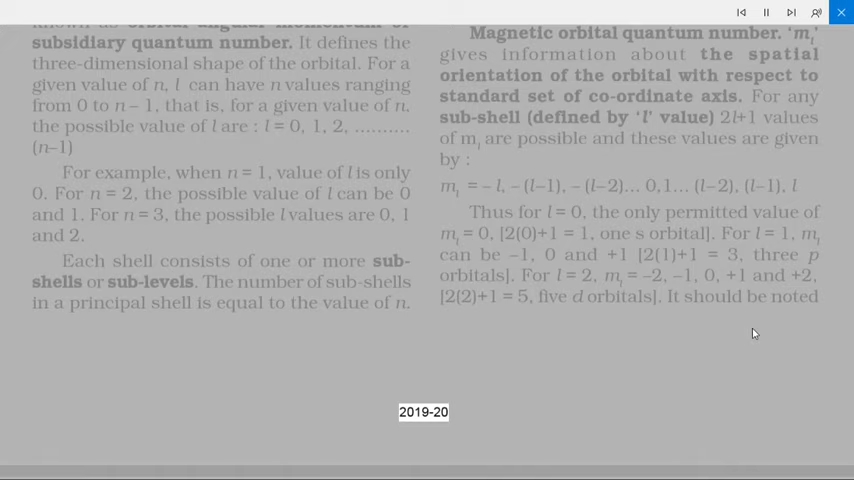 known as orbital angular momentum or
subsidiary quantum number. It defines the
three-dimensional shape of the orbital. For a
given value of n, l can have n values ranging
from 0 to n – 1, that is, for a given value of n,
the possible value of l are : l = 0, 1, 2, ..........
(n–1)
For example, when n = 1, value of l is only
0. For n = 2, the possible value of l can be 0
and 1. For n = 3, the possible l values are 0, 1
and 2.
Each shell consists of one or more sub-
shells or sub-levels. The number of sub-shells
in a principal shell is equal to the value of n.
Magnetic orbital quantum number. ‘ml’
gives information about the spatial
orientation of the orbital with respect to
standard set of co-ordinate axis. For any
sub-shell (defined by ‘l’ value) 2l+1 values
of ml are possible and these values are given
by :
ml = – l, – (l–1), – (l–2)... 0,1... (l–2), (l–1), l
Thus for l = 0, the only permitted value of
ml = 0, [2(0)+1 = 1, one s orbital]. For l = 1, ml
can be –1, 0 and +1 [2(1)+1 = 3, three p
orbitals]. For l = 2, ml = –2, –1, 0, +1 and +2,
[2(2)+1 = 5, five d orbitals]. It should be noted
2019-20